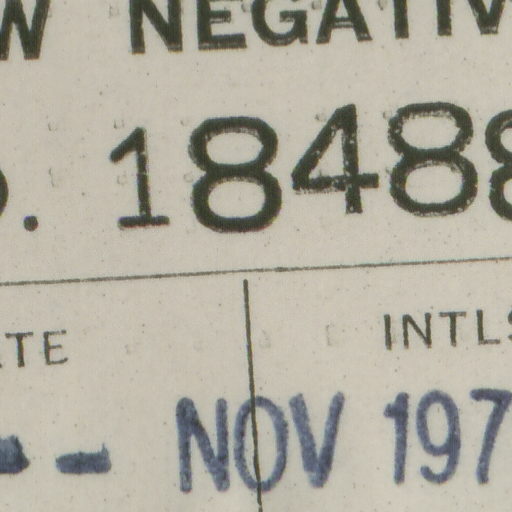 W NEGATIV
. 18488
TE INTLS
-- NOV 197